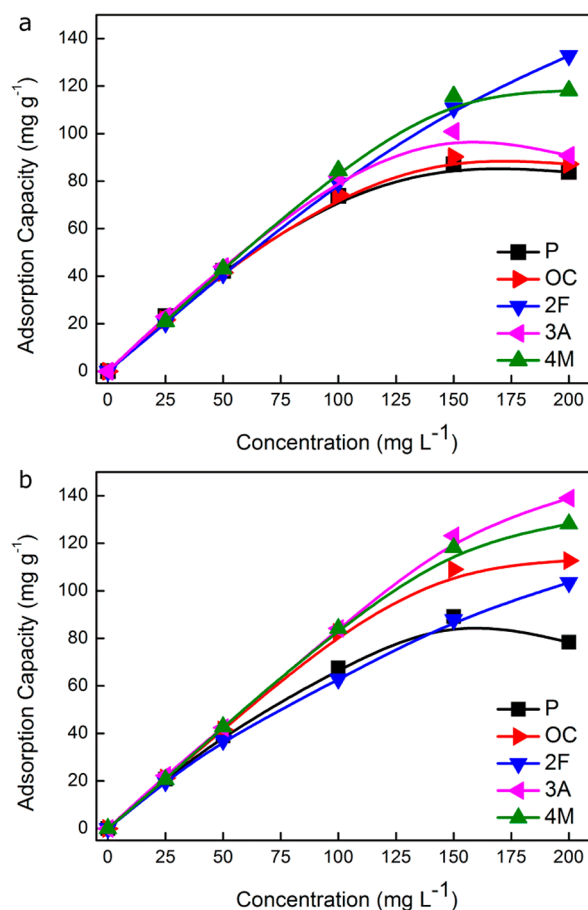 a
140
120
100
80
60
40
20
0
Adsorption Capacity (mg g⁻¹)
P
OC
2F
3A
4M
0 25 50 75 100 125 150 175 200
Concentration (mg L⁻¹)
b
140
120
100
80
60
40
20
0
Adsorption Capacity (mg g⁻¹)
P
OC
2F
3A
4M
0 25 50 75 100 125 150 175 200
Concentration (mg L⁻¹)